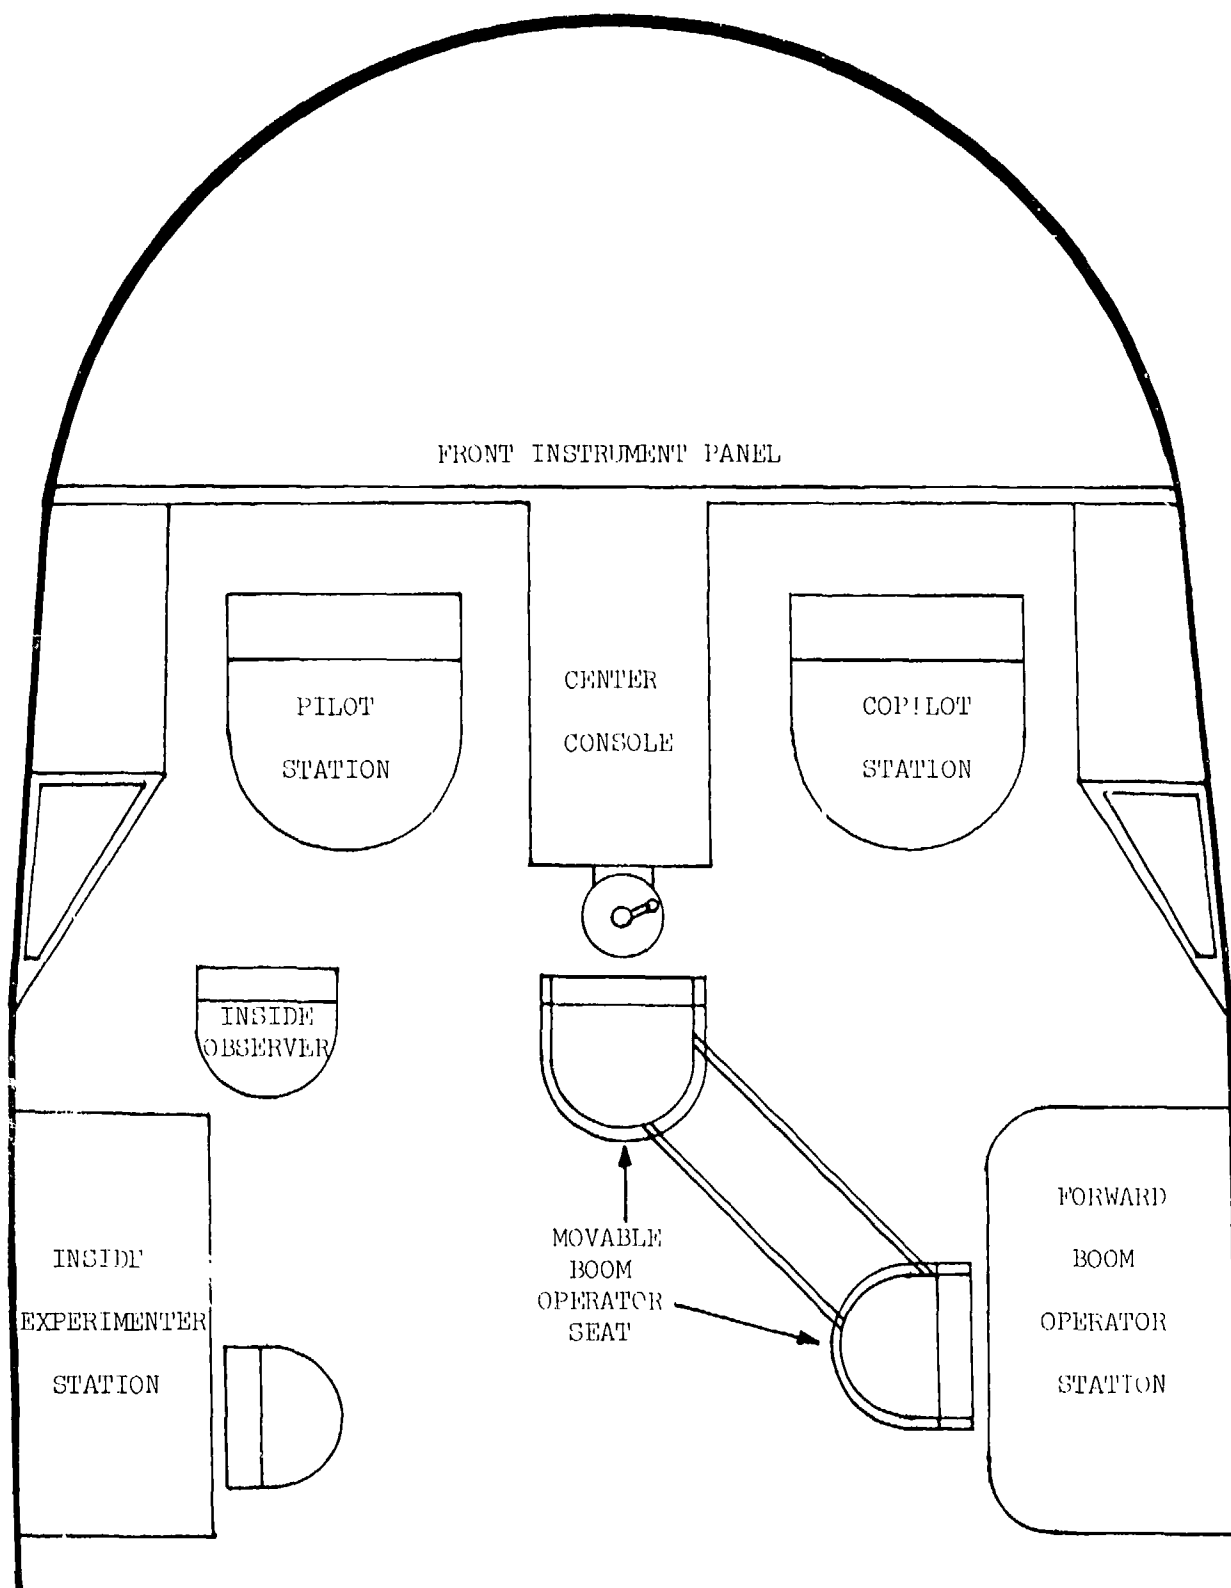 FRONT INSTRUMENT PANEL
PILOT
STATION
CENTER
CONSOLE
COPILOT
STATION
INSIDE
OBSERVER
INSIDE
EXPERIMENTER
STATION
MOVABLE
BOOM
OPERATOR
SEAT
FORWARD
BOOM
OPERATOR
STATION